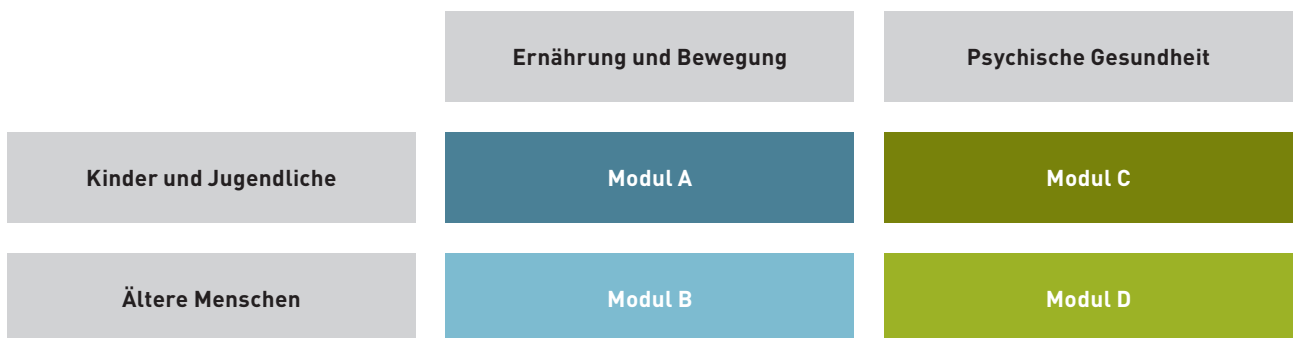 Ernährung und Bewegung
Psychische Gesundheit
Kinder und Jugendliche
Modul A
Modul C
Ältere Menschen
Modul B
Modul D